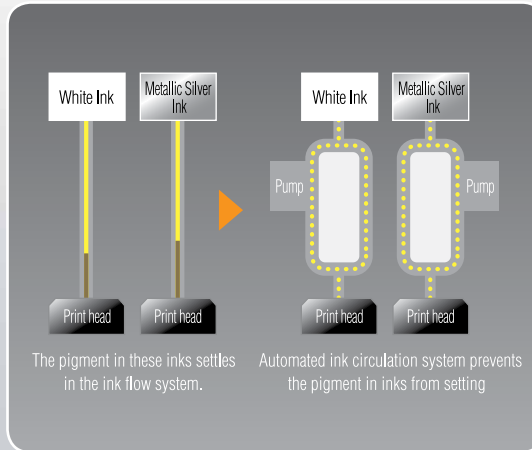 White Ink
Metallic Silver
Ink
White Ink
Metallic Silver
Ink
Pump
Pump
Print head
Print head
Print head
Print head
The pigment in these inks settles
in the ink flow system.
Automated ink circulation system prevents
the pigment in inks from setting